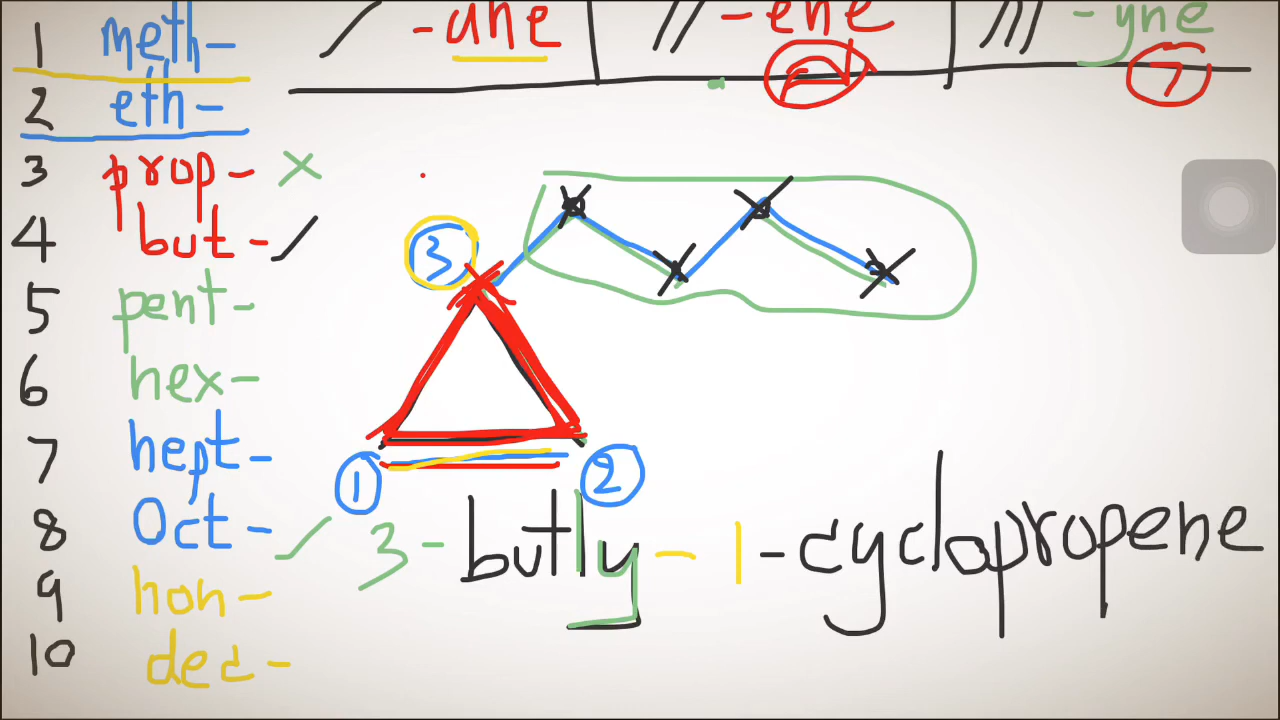 1 meth-
-ane
-ene
-yne
2 eth-
7
3 prop-
4 but-
3
5 pent-
6 hex-
7 hept-
1
2
8 Oct-
3-butly-1-cyclopropene
9 non-
10 dec-